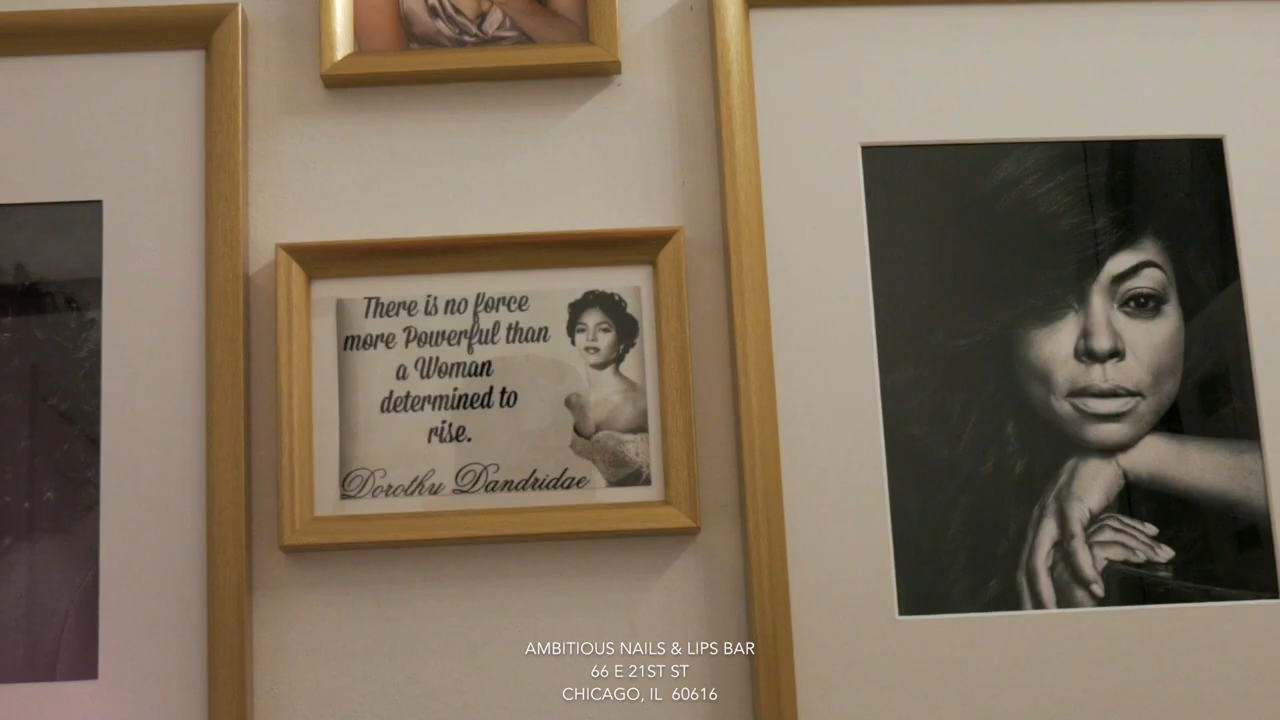 There is no force
more Powerful than
a Woman
determined to
rise.
Dorothy Dandridge
AMBITIOUS NAILS & LIPS BAR
66 E 21ST ST
CHICAGO, IL 60616